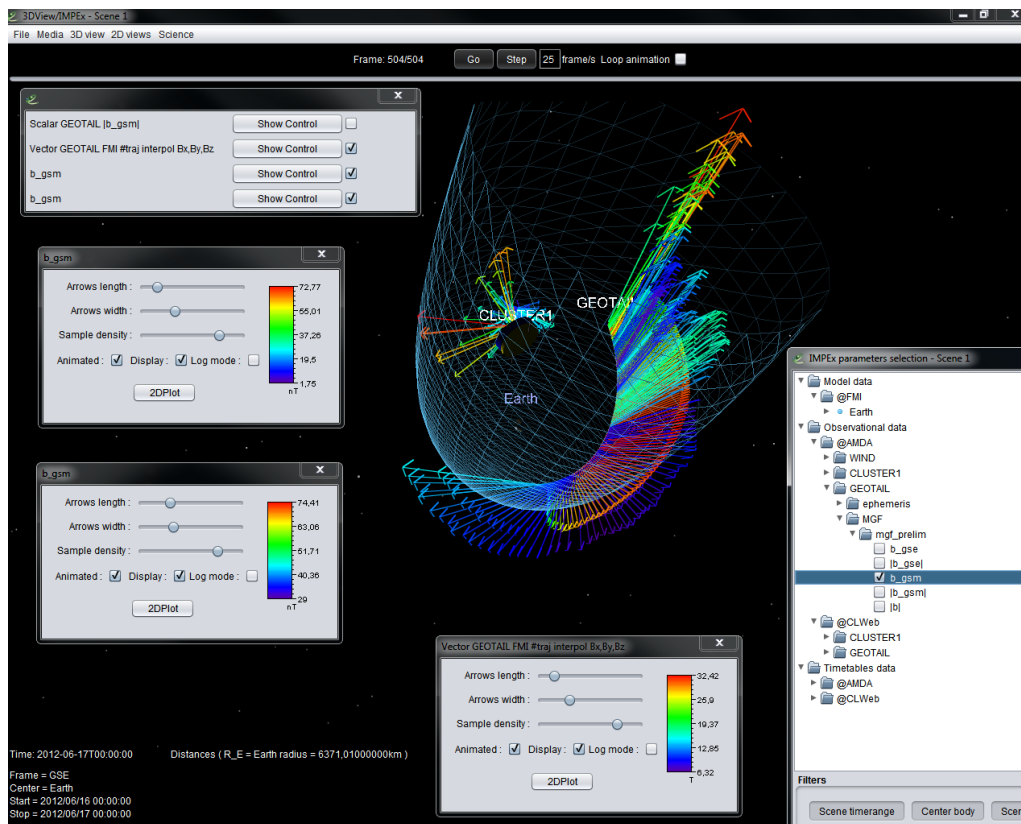 3DView/IMPEx - Scene 1
File Media 3D view 2D views Science
Frame: 504/504 Go Step 25 frame/s Loop animation
Scalar GEOTAIL |b_gsm| Show Control
Vector GEOTAIL FMI #traj interpol Bx,By,Bz Show Control
b_gsm Show Control
b_gsm Show Control
b_gsm
Arrows length :
Arrows width :
Sample density :
Animated : Display : Log mode :
2DPlot
72,77
55,01
37,26
19,5
1,75
nT
CLUSTER1
GEOTAIL
Earth
b_gsm
Arrows length :
Arrows width :
Sample density :
Animated : Display : Log mode :
2DPlot
74,41
63,06
51,71
40,36
29
nT
Vector GEOTAIL FMI #traj interpol Bx,By,Bz
Arrows length :
Arrows width :
Sample density :
Animated : Display : Log mode :
2DPlot
32,42
25,9
19,37
12,85
6,32
T
IMPEx parameters selection - Scene 1
Model data
@FMI
Earth
Observational data
@AMDA
WIND
CLUSTER1
GEOTAIL
ephemeris
MGF
mgf_prelim
b_gse
|b_gse|
b_gsm
|b_gsm|
|b|
@CLWeb
CLUSTER1
GEOTAIL
Timetables data
@AMDA
@CLWeb
Filters
Scene timerange Center body Scer
Time: 2012-06-17T00:00:00 Distances ( R_E = Earth radius = 6371,01000000km )
Frame = GSE
Center = Earth
Start = 2012/06/16 00:00:00
Stop = 2012/06/17 00:00:00